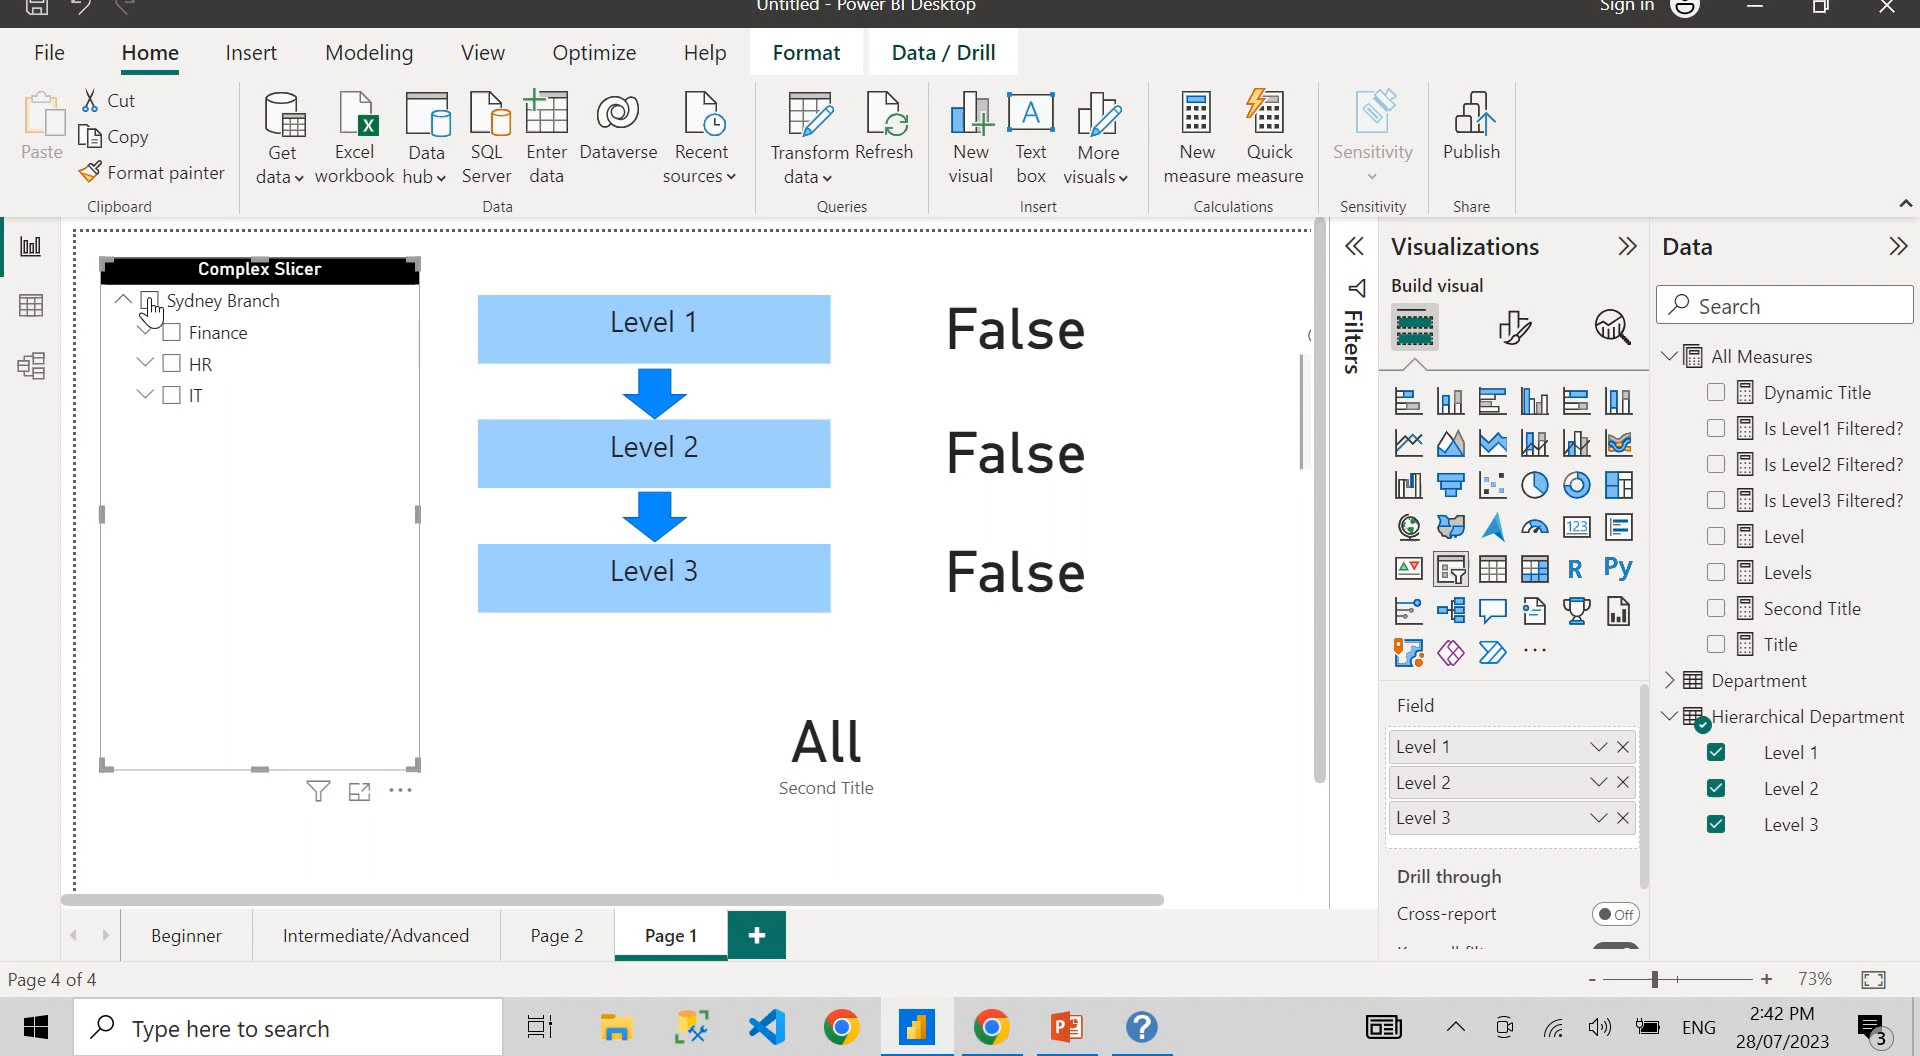 Untitled - Power BI Desktop
Sign in
File
Home
Insert
Modeling
View
Optimize
Help
Format
Data / Drill
Paste
Cut
Copy
Format painter
Clipboard
Get data
Excel workbook
Data hub
SQL Server
Enter data
Dataverse
Recent sources
Data
Transform data
Refresh
Queries
New visual
Text box
More visuals
Insert
New measure
Quick measure
Calculations
Sensitivity
Sensitivity
Publish
Share
Complex Slicer
Sydney Branch
Finance
HR
IT
Level 1
False
Level 2
False
Level 3
False
All
Second Title
Filters
Visualizations
Build visual
123
R
Py
Field
Level 1
Level 2
Level 3
Drill through
Cross-report
Off
Data
Search
All Measures
Dynamic Title
Is Level1 Filtered?
Is Level2 Filtered?
Is Level3 Filtered?
Level
Levels
Second Title
Title
Department
Hierarchical Department
Level 1
Level 2
Level 3
Beginner
Intermediate/Advanced
Page 2
Page 1
Page 4 of 4
73%
Type here to search
ENG
2:42 PM
28/07/2023
3